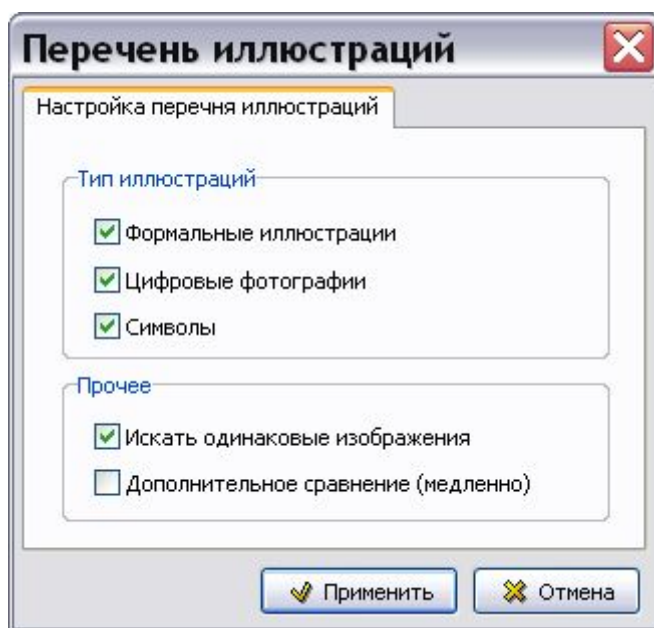 Перечень иллюстраций
Настройка перечня иллюстраций
Тип иллюстраций
Формальные иллюстрации
Цифровые фотографии
Символы
Прочее
Искать одинаковые изображения
Дополнительное сравнение (медленно)
Применить
Отмена